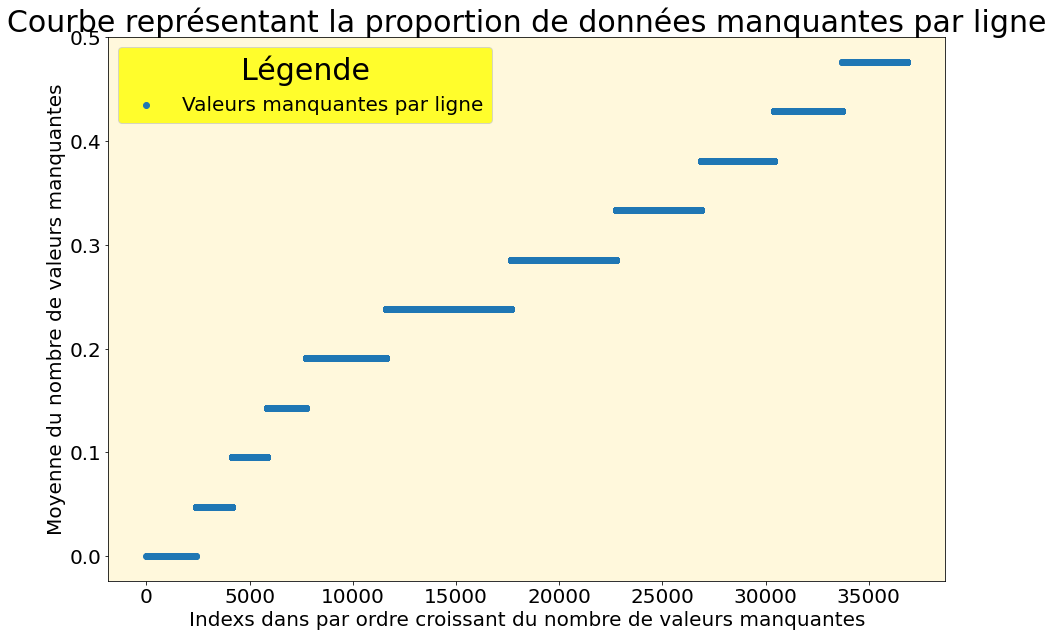 Courbe représentant la proportion de données manquantes par ligne
Légende
Valeurs manquantes par ligne
Moyenne du nombre de valeurs manquantes
0.5
0.4
0.3
0.2
0.1
0.0
0 5000 10000 15000 20000 25000 30000 35000
Indexs dans par ordre croissant du nombre de valeurs manquantes